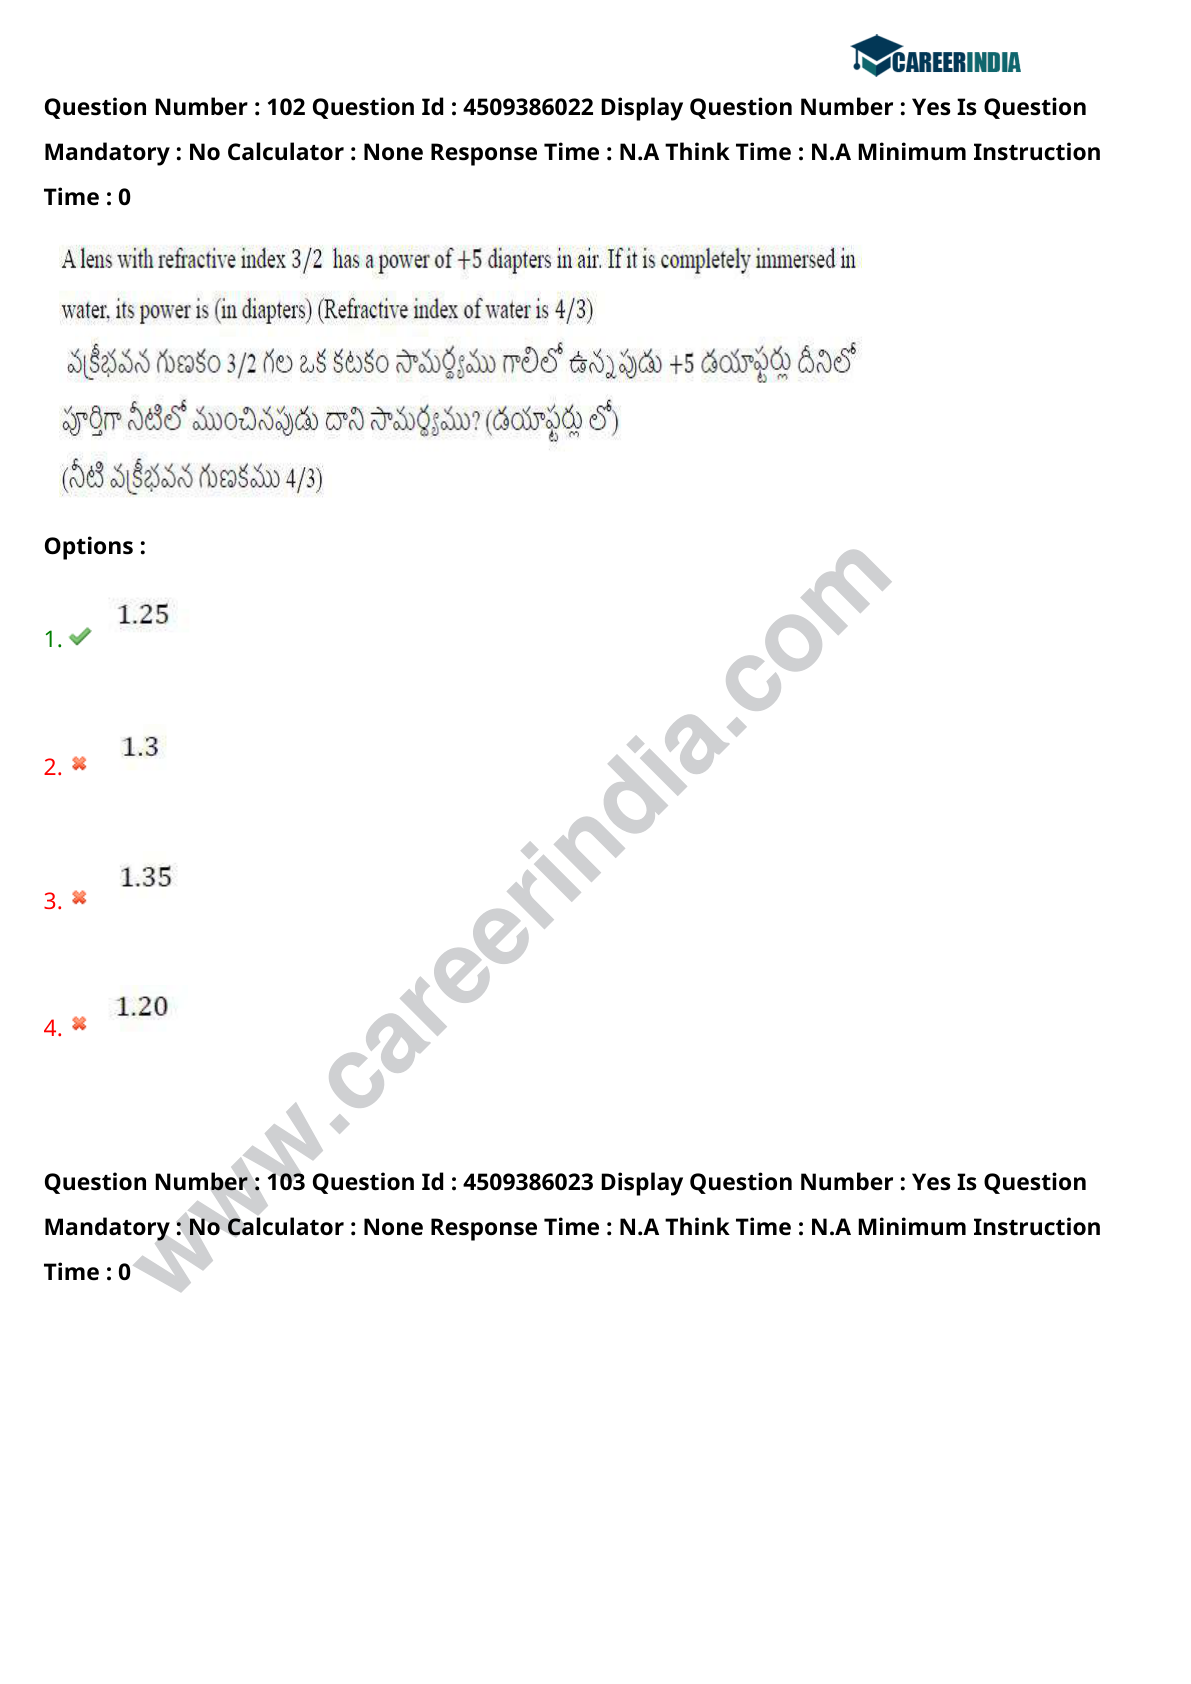 CAREERINDIA
Question Number : 102 Question Id : 4509386022 Display Question Number : Yes Is Question
Mandatory : No Calculator : None Response Time : N.A Think Time : N.A Minimum Instruction
Time : 0
A lens with refractive index 3/2 has a power of +5 diapters in air. If it is completely immersed in
water, its power is (in diapters) (Refractive index of water is 4/3)
వక్రీభవన గుణకం 3/2 గల ఒక కటకం సామర్థ్యము గాలిలో ఉన్నపుడు +5 డయాప్టర్లు దీనిలో
పూర్తిగా నీటిలో ముంచినపుడు దాని సామర్థ్యము? (డయాప్టర్లు లో)
(నీటి వక్రీభవన గుణకము 4/3)
Options :
1. 1.25
2. 1.3
3. 1.35
4. 1.20
www.careerindia.com
Question Number : 103 Question Id : 4509386023 Display Question Number : Yes Is Question
Mandatory : No Calculator : None Response Time : N.A Think Time : N.A Minimum Instruction
Time : 0